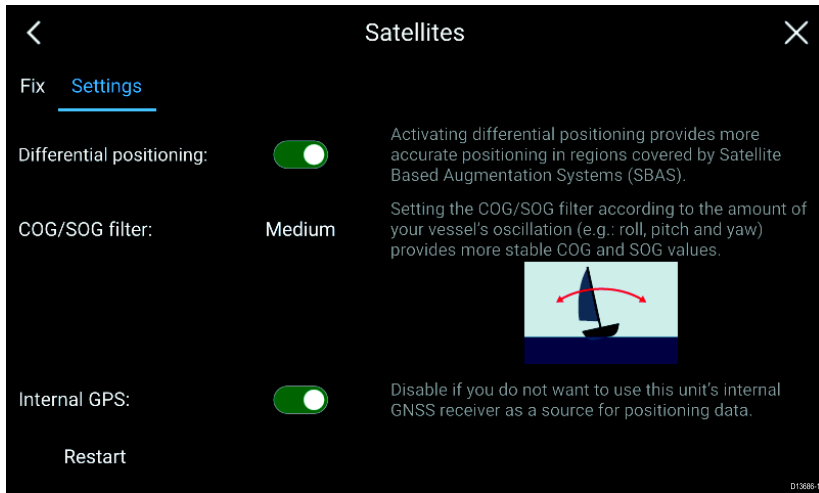 Satellites
Fix Settings
Differential positioning:
Activating differential positioning provides more
accurate positioning in regions covered by Satellite
Based Augmentation Systems (SBAS).
COG/SOG filter: Medium
Setting the COG/SOG filter according to the amount of
your vessel's oscillation (e.g.: roll, pitch and yaw)
provides more stable COG and SOG values.
Internal GPS:
Disable if you do not want to use this unit's internal
GNSS receiver as a source for positioning data.
Restart
D13686-1